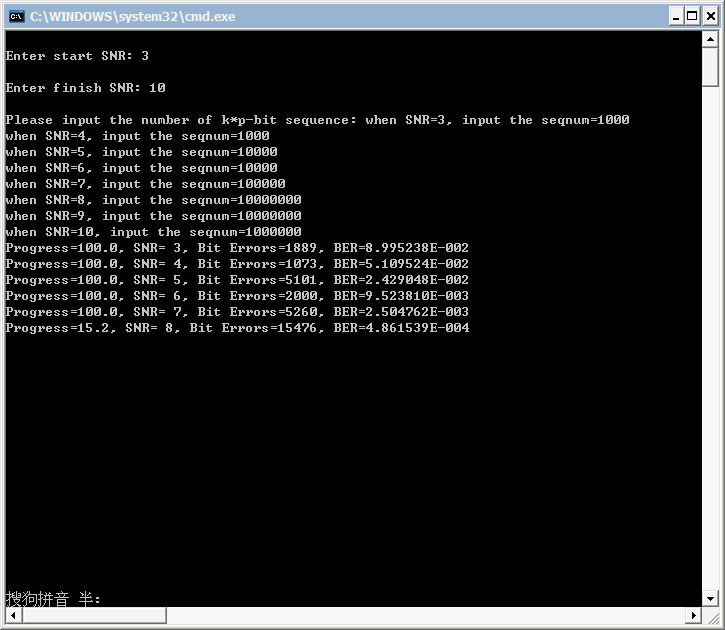 C:\WINDOWS\system32\cmd.exe
Enter start SNR: 3
Enter finish SNR: 10
Please input the number of k*p-bit sequence: when SNR=3, input the seqnum=1000
when SNR=4, input the seqnum=1000
when SNR=5, input the seqnum=10000
when SNR=6, input the seqnum=10000
when SNR=7, input the seqnum=100000
when SNR=8, input the seqnum=10000000
when SNR=9, input the seqnum=10000000
when SNR=10, input the seqnum=1000000
Progress=100.0, SNR= 3, Bit Errors=1889, BER=8.995238E-002
Progress=100.0, SNR= 4, Bit Errors=1073, BER=5.109524E-002
Progress=100.0, SNR= 5, Bit Errors=5101, BER=2.429048E-002
Progress=100.0, SNR= 6, Bit Errors=2000, BER=9.523810E-003
Progress=100.0, SNR= 7, Bit Errors=5260, BER=2.504762E-003
Progress=15.2, SNR= 8, Bit Errors=15476, BER=4.861539E-004
搜狗拼音 半: